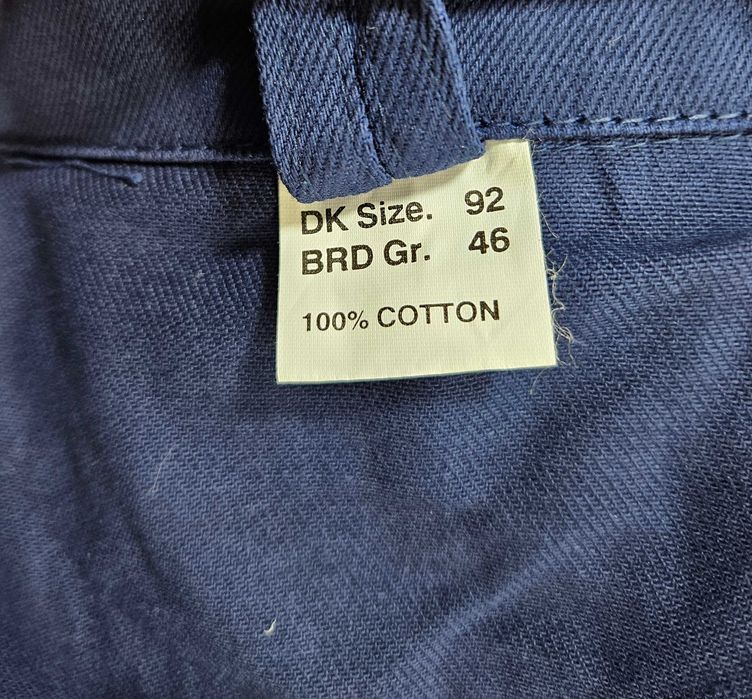 DK Size. 92
BRD Gr. 46
100% COTTON